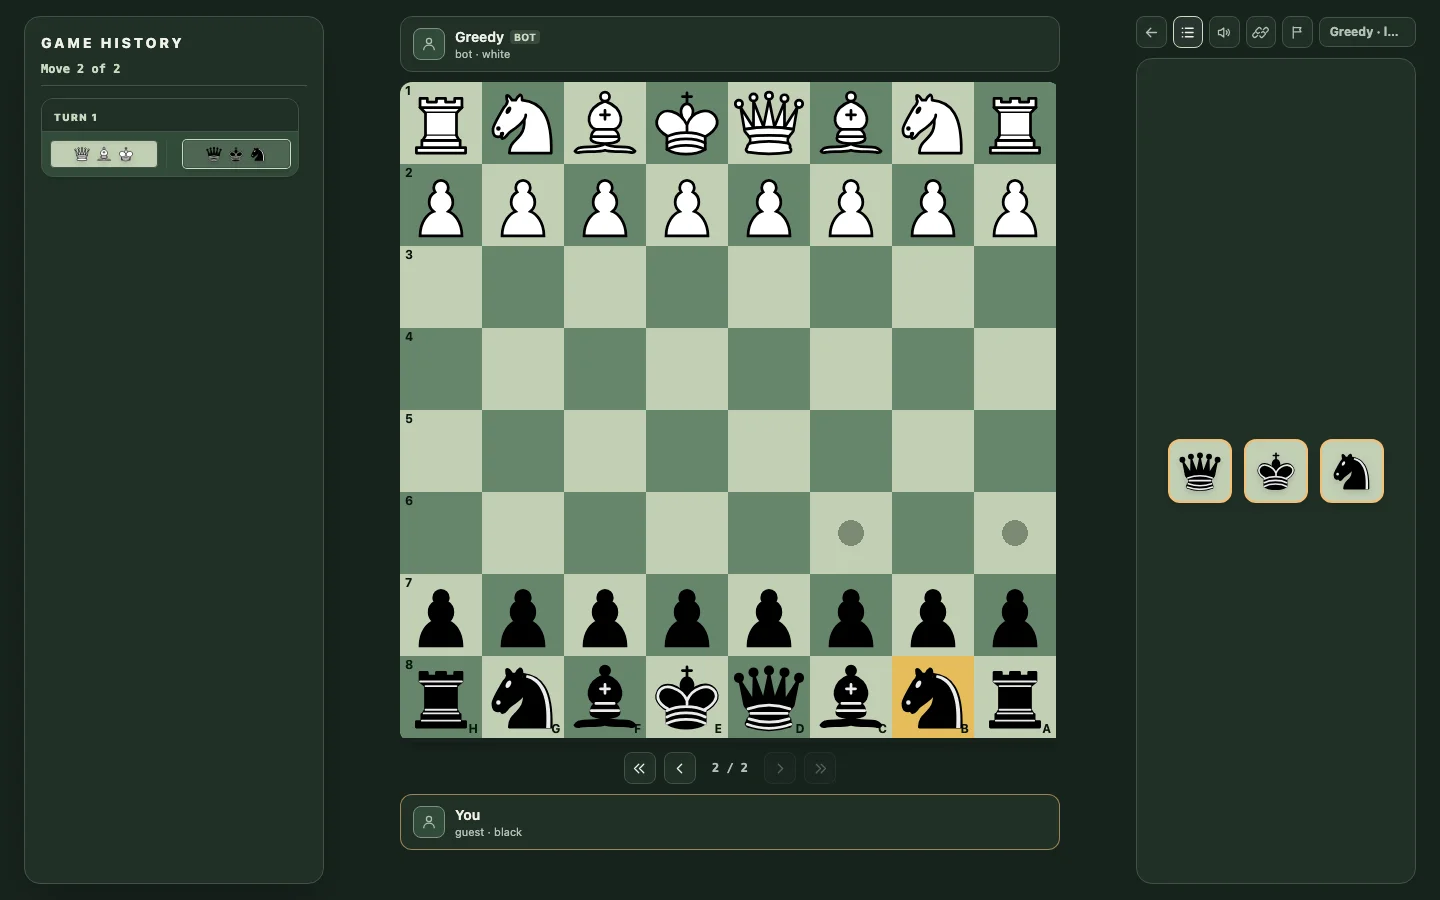 GAME HISTORY
Move 2 of 2
TURN 1
Greedy BOT
bot · white
1
2
3
4
5
6
7
8
H G F E D C B A
2 / 2
You
guest · black
Greedy · l...